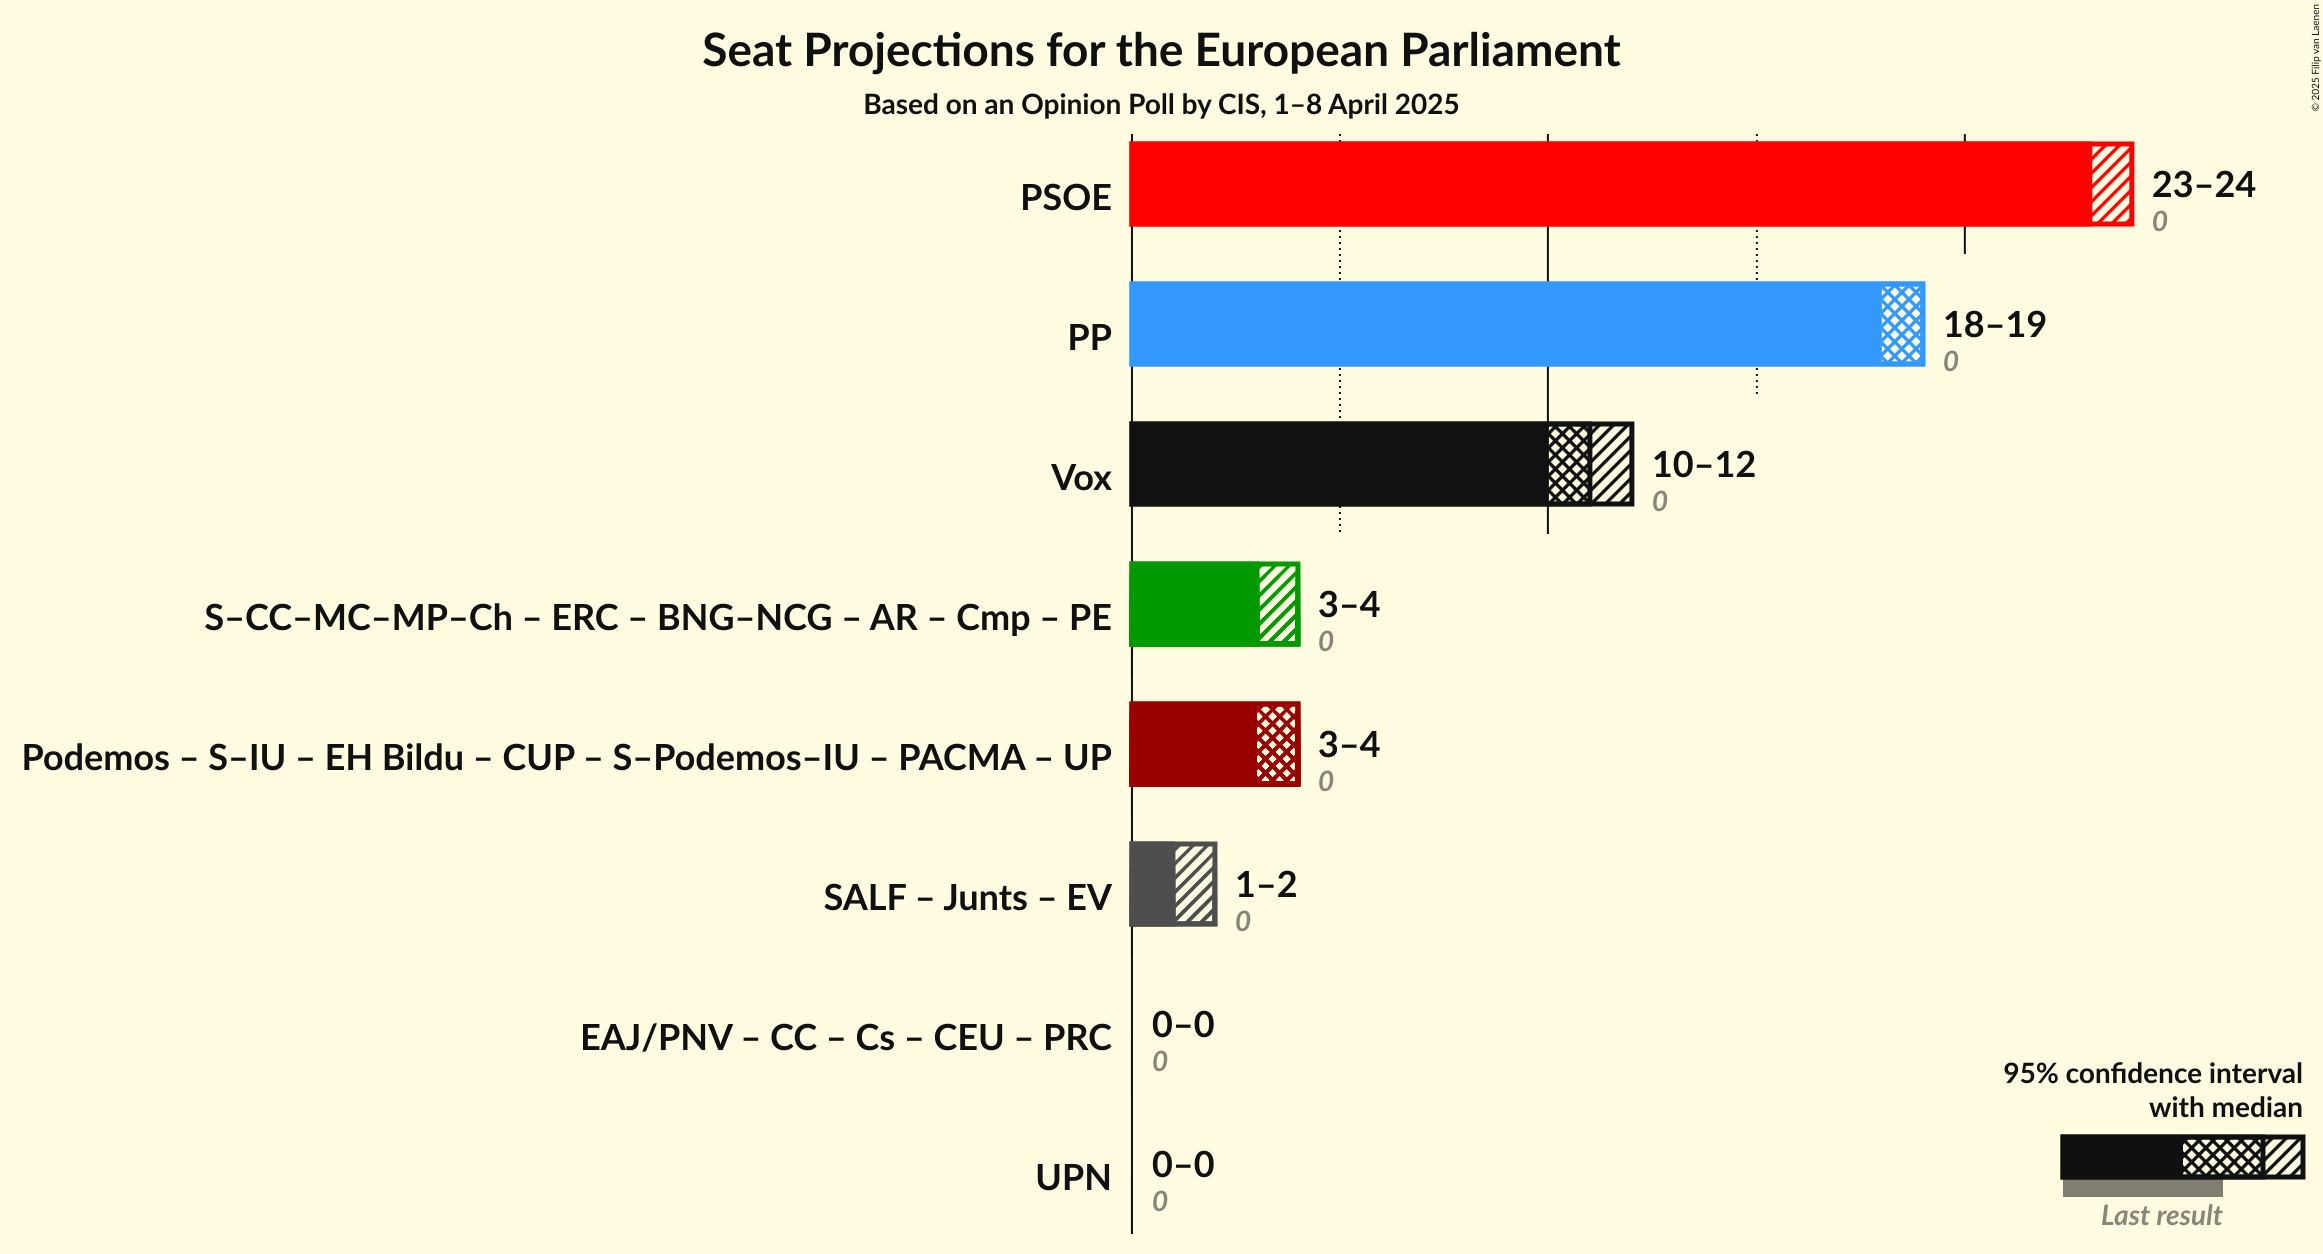 Seat Projections for the European Parliament
Based on an Opinion Poll by CIS, 1–8 April 2025
© 2025 Filip van Laenen
PSOE
23–24
0
PP
18–19
0
Vox
10–12
0
S–CC–MC–MP–Ch – ERC – BNG–NCG – AR – Cmp – PE
3–4
0
Podemos – S–IU – EH Bildu – CUP – S–Podemos–IU – PACMA – UP
3–4
0
SALF – Junts – EV
1–2
0
EAJ/PNV – CC – Cs – CEU – PRC
0–0
0
UPN
0–0
0
95% confidence interval
with median
Last result